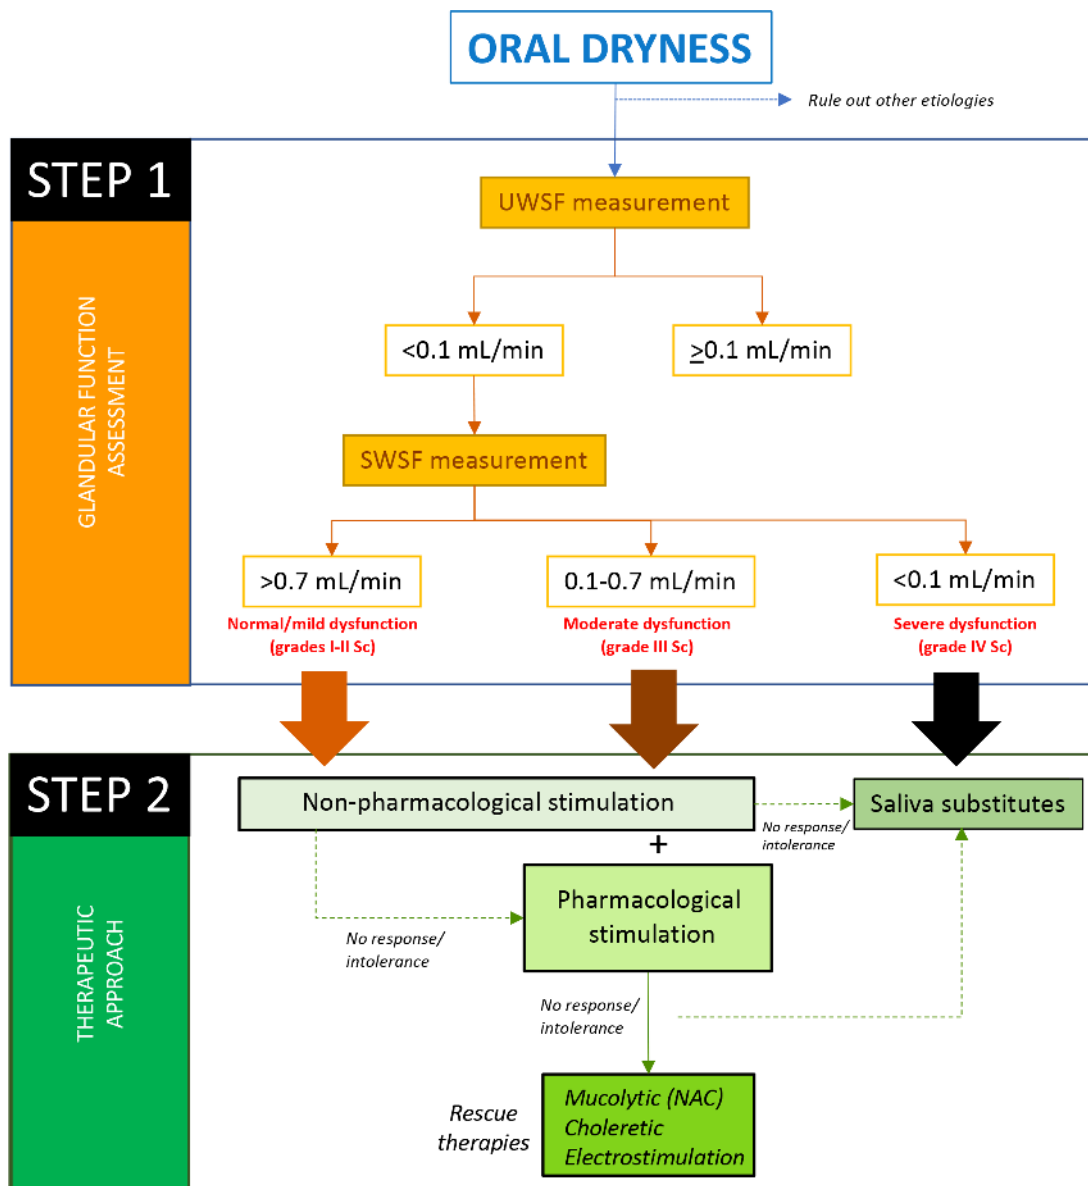 ORAL DRYNESS
Rule out other etiologies
STEP 1
GLANDULAR FUNCTION
ASSESSMENT
UWSF measurement
<0.1 mL/min
≥0.1 mL/min
SWSF measurement
>0.7 mL/min
0.1-0.7 mL/min
<0.1 mL/min
Normal/mild dysfunction
(grades I-II Sc)
Moderate dysfunction
(grade III Sc)
Severe dysfunction
(grade IV Sc)
STEP 2
THERAPEUTIC
APPROACH
Non-pharmacological stimulation
No response/
intolerance
Saliva substitutes
+
Pharmacological
stimulation
No response/
intolerance
No response/
intolerance
Rescue
therapies
Mucolytic (NAC)
Choleretic
Electrostimulation